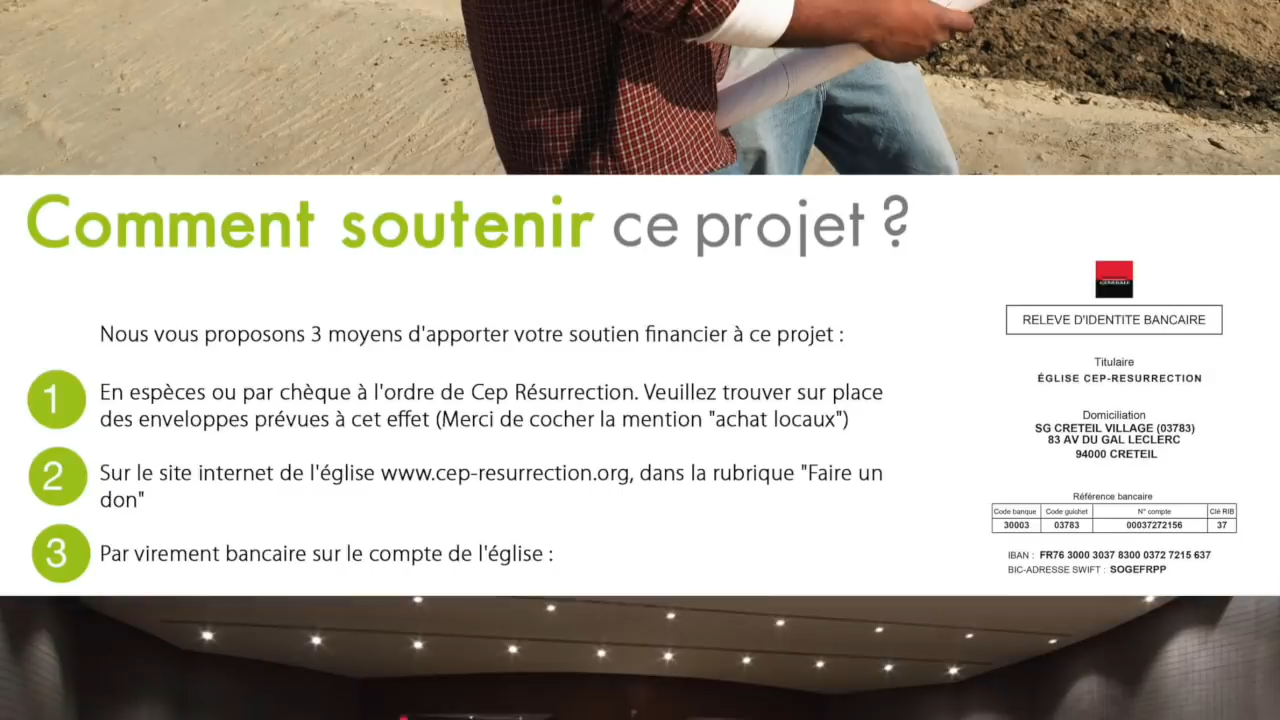 Comment soutenir ce projet ?
Nous vous proposons 3 moyens d'apporter votre soutien financier à ce projet :
1 En espèces ou par chèque à l'ordre de Cep Résurrection. Veuillez trouver sur place
des enveloppes prévues à cet effet (Merci de cocher la mention "achat locaux")
2 Sur le site internet de l'église www.cep-resurrection.org, dans la rubrique "Faire un
don"
3 Par virement bancaire sur le compte de l'église :
GENERALE
RELEVE D'IDENTITE BANCAIRE
Titulaire
ÉGLISE CEP-RESURRECTION
Domiciliation
SG CRETEIL VILLAGE (03783)
83 AV DU GAL LECLERC
94000 CRETEIL
Référence bancaire
Code banque Code guichet N° compte Clé RIB
30003 03783 00037272156 37
IBAN : FR76 3000 3037 8300 0372 7215 637
BIC-ADRESSE SWIFT : SOGEFRPP